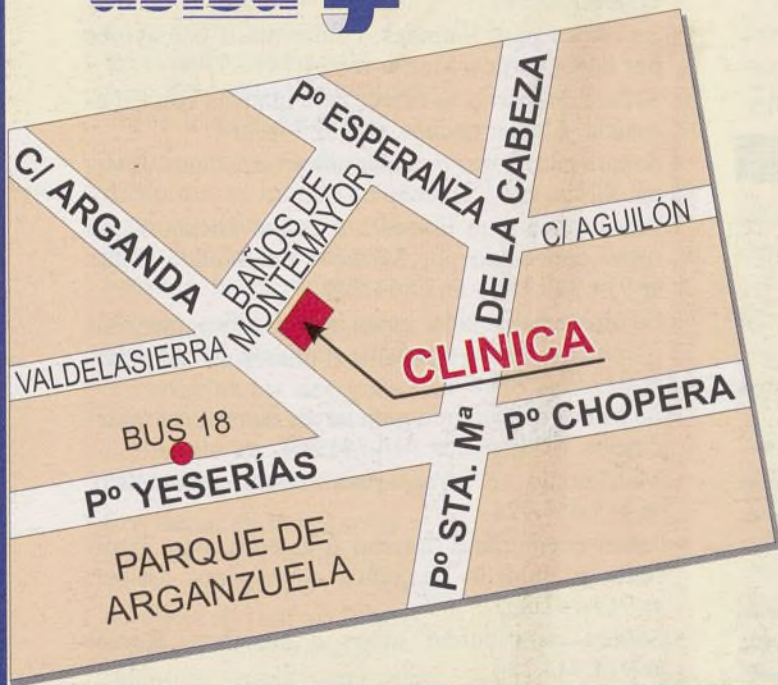 Pº ESPERANZA
DE LA CABEZA
C/ ARGANDA
BAÑOS DE
MONTEMAYOR
C/ AGUILÓN
VALDELASIERRA
CLINICA
BUS 18
Pº STA. Mª
Pº CHOPERA
Pº YESERÍAS
PARQUE DE
ARGANZUELA